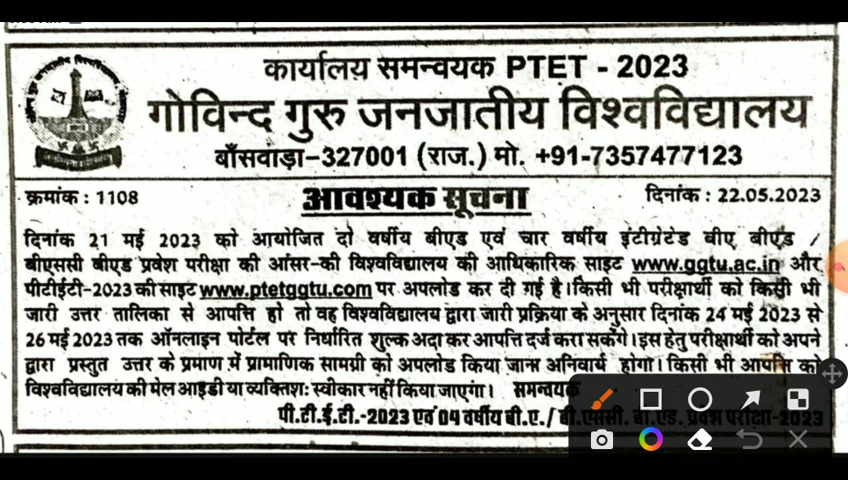 कार्यालय समन्वयक PTET - 2023
गोविन्द गुरु जनजातीय विश्वविद्यालय
बाँसवाड़ा-327001 (राज.) मो. +91-7357477123
क्रमांक : 1108 आवश्यक सूचना दिनांक : 22.05.2023
दिनांक 21 मई 2023 को आयोजित दो वर्षीय बीएड एवं चार वर्षीय इंटीग्रेटेड बीए बीएड /
बीएससी बीएड प्रवेश परीक्षा की आंसर-की विश्वविद्यालय की आधिकारिक साइट www.ggtu.ac.in और
पीटीईटी-2023 की साइट www.ptetggtu.com पर अपलोड कर दी गई है। किसी भी परीक्षार्थी को किसी भी
जारी उत्तर तालिका से आपत्ति हो तो वह विश्वविद्यालय द्वारा जारी प्रक्रिया के अनुसार दिनांक 24 मई 2023 से
26 मई 2023 तक ऑनलाइन पोर्टल पर निर्धारित शुल्क अदा कर आपत्ति दर्ज करा सकेंगे। इस हेतु परीक्षार्थी को अपने
द्वारा प्रस्तुत उत्तर के प्रमाण में प्रामाणिक सामग्री को अपलोड किया जाना अनिवार्य होगा। किसी भी आपत्ति को
विश्वविद्यालय की मेल आइडी या व्यक्तिशः स्वीकार नहीं किया जाएगा। समन्वयक
पी.टी.ई.टी.-2023 एवं 04 वर्षीय बी.ए./ बी.एससी. बी.एड. प्रवेश परीक्षा-2023